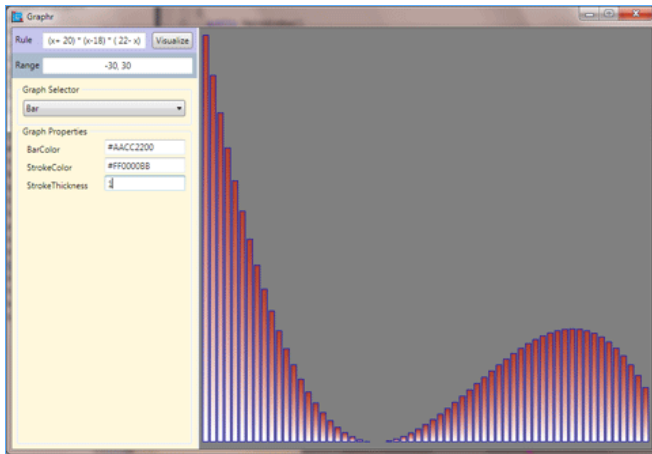 Graphr
Rule (x+ 20) * (x-18) * ( 22- x) Visualize
Range -30, 30
Graph Selector
Bar
Graph Properties
BarColor #AACC2200
StrokeColor #FF0000BB
StrokeThickness 1